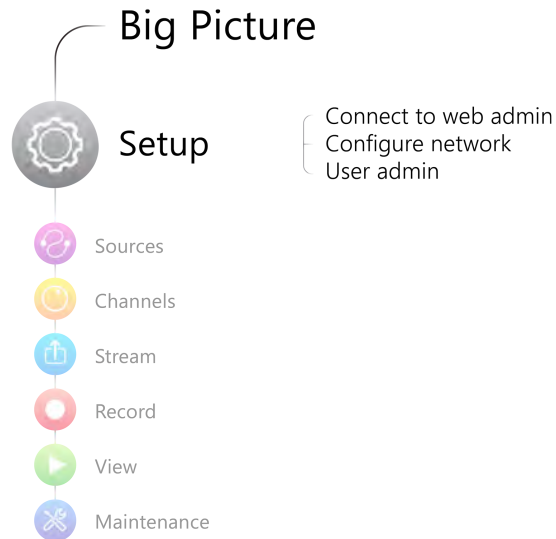 Big Picture
Setup
Connect to web admin
Configure network
User admin
Sources
Channels
Stream
Record
View
Maintenance